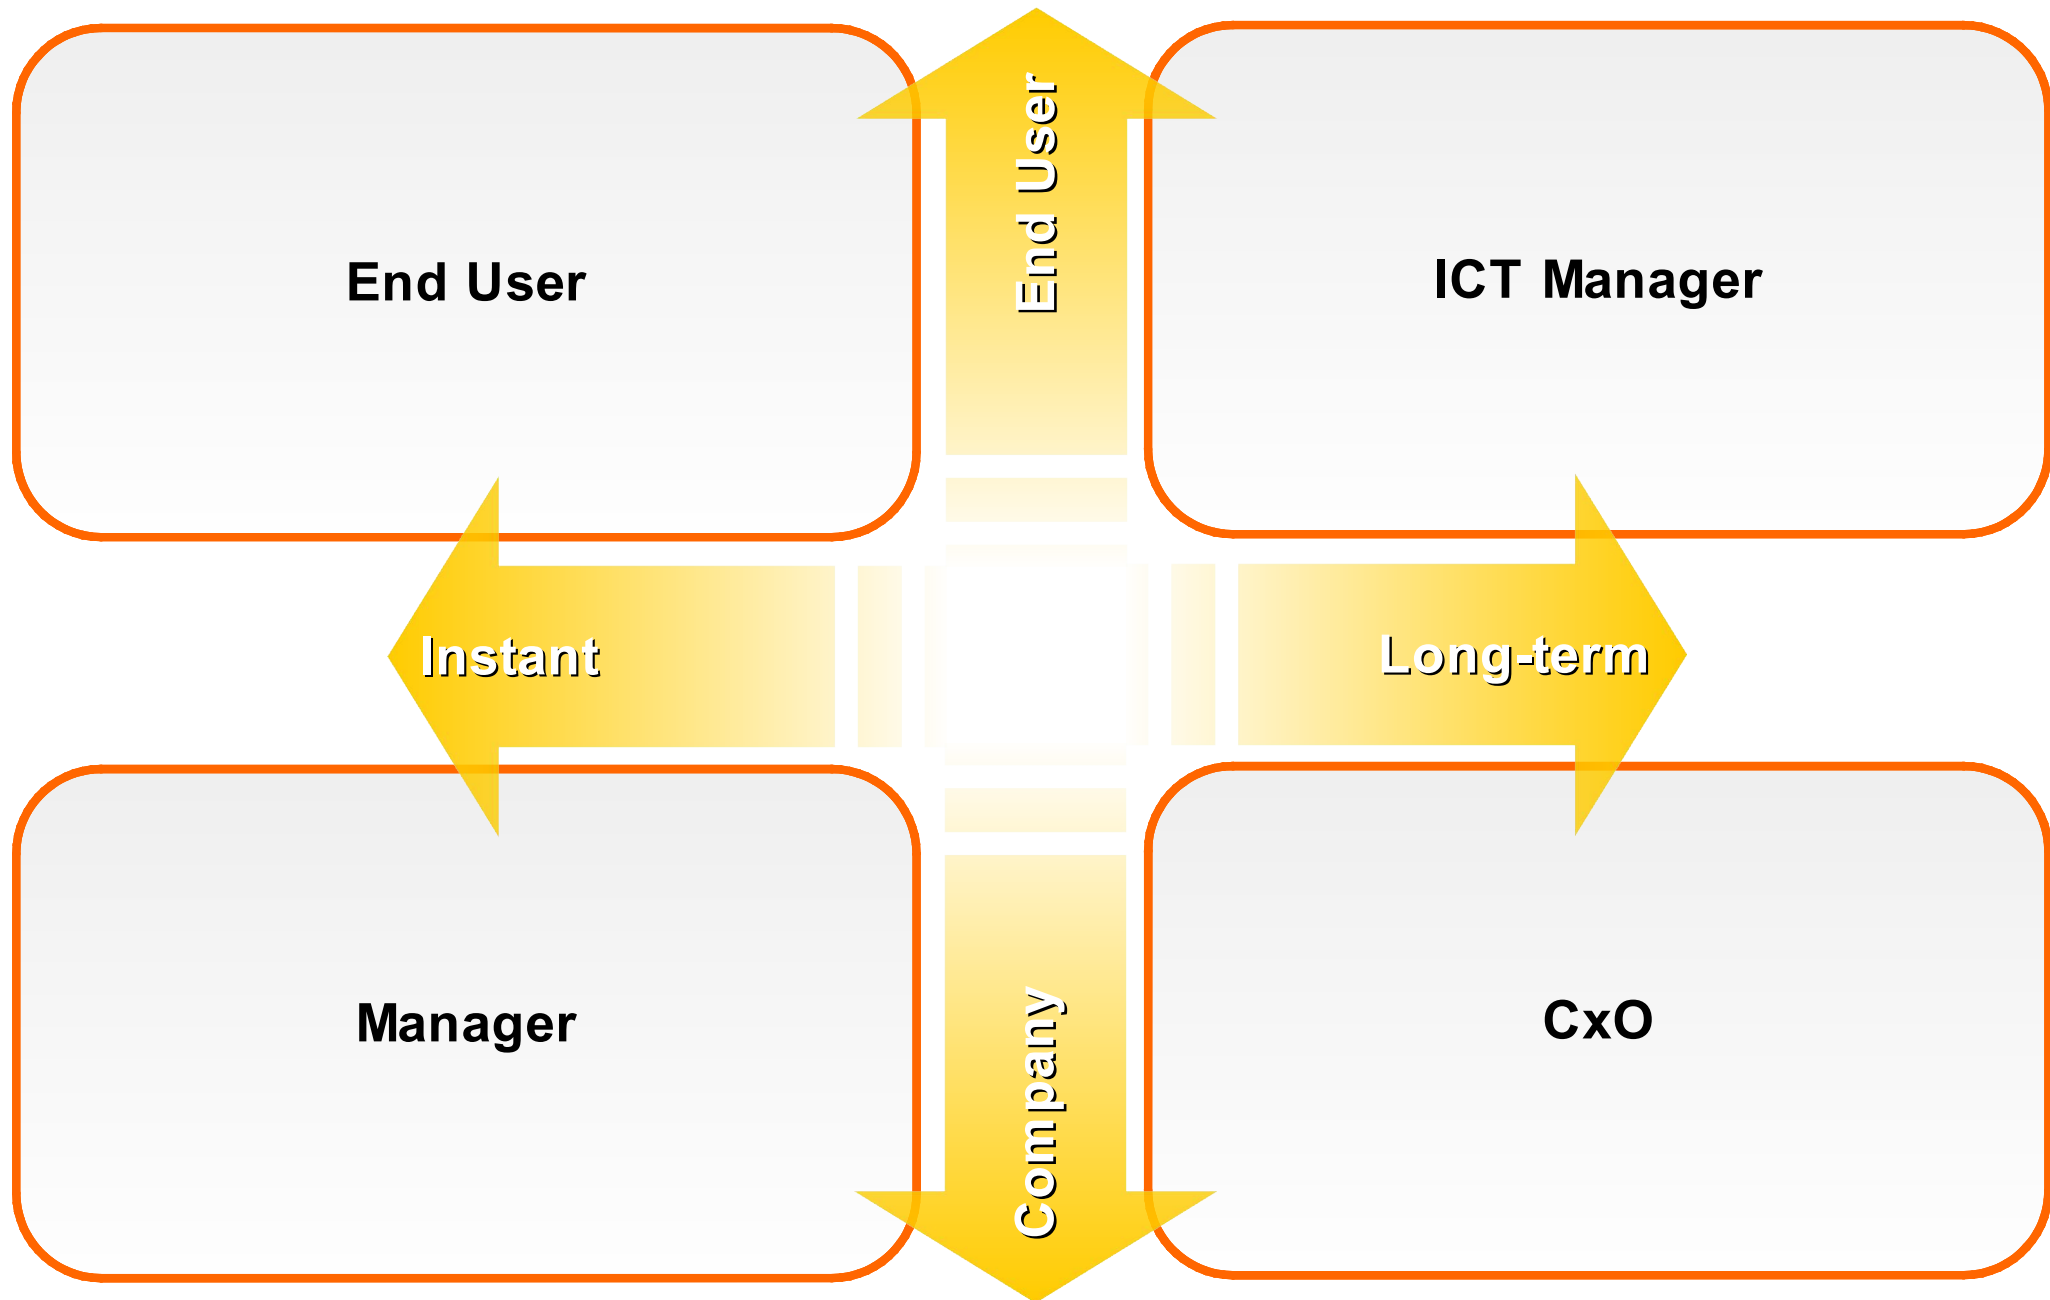 End User
End User
ICT Manager
Instant
Long-term
Manager
Company
CxO